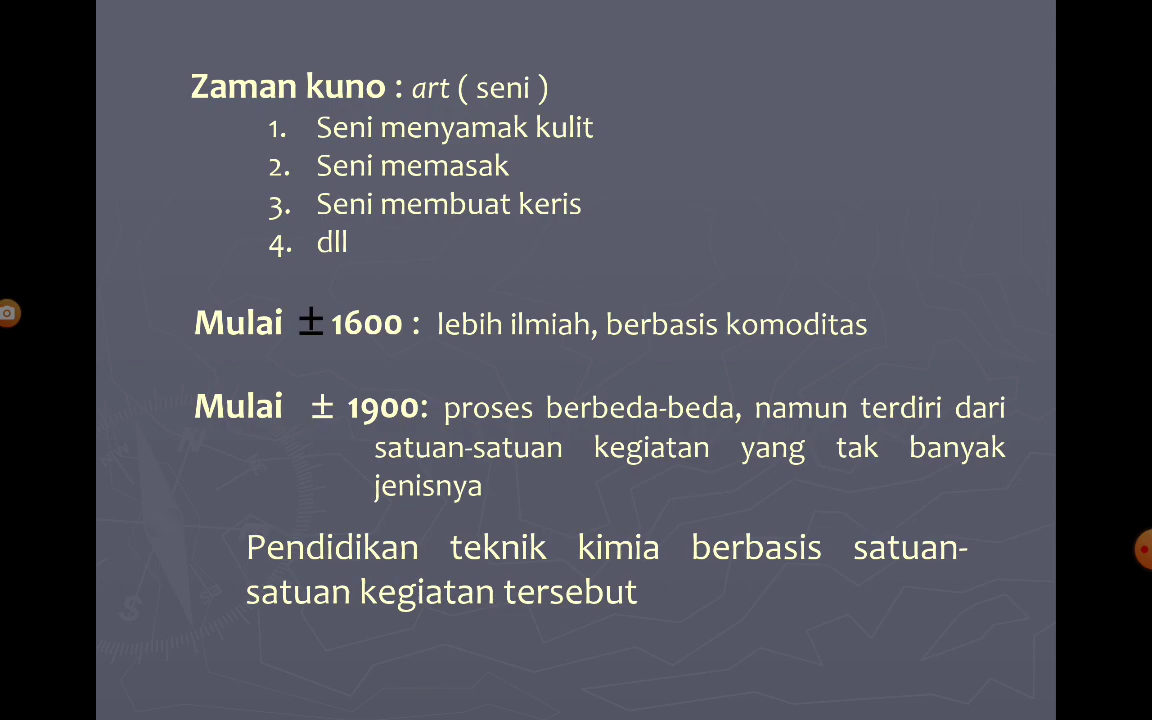 Zaman kuno : art ( seni )
1. Seni menyamak kulit
2. Seni memasak
3. Seni membuat keris
4. dll
Mulai ± 1600 : lebih ilmiah, berbasis komoditas
Mulai ± 1900: proses berbeda-beda, namun terdiri dari
satuan-satuan kegiatan yang tak banyak
jenisnya
Pendidikan teknik kimia berbasis satuan-
satuan kegiatan tersebut